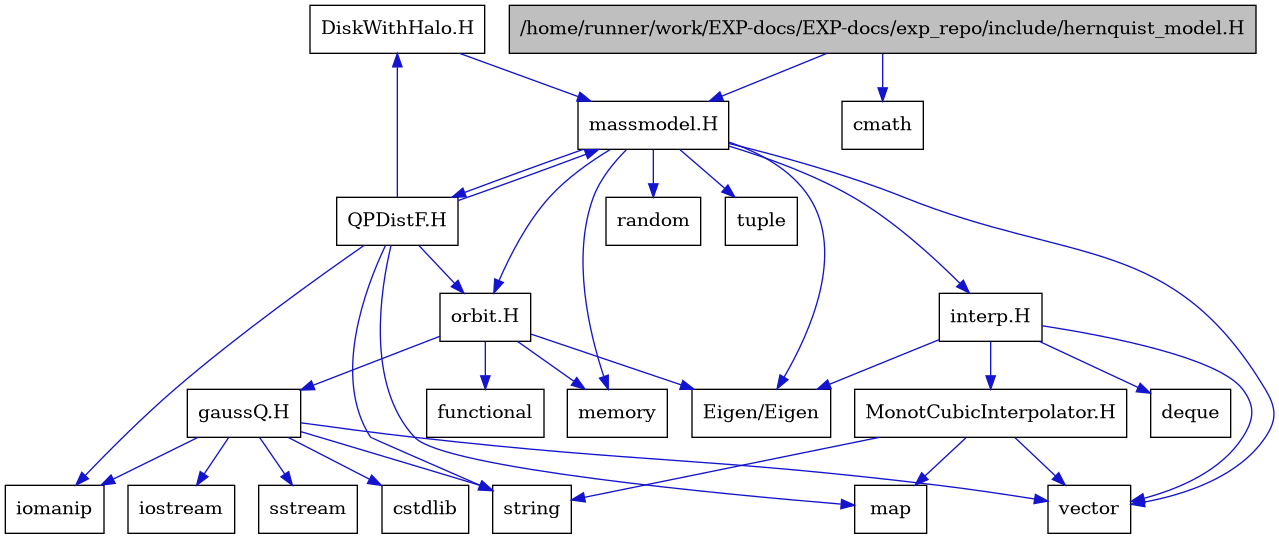 DiskWithHalo.H
/home/runner/work/EXP-docs/EXP-docs/exp_repo/include/hernquist_model.H
massmodel.H
cmath
QPDistF.H
random
tuple
orbit.H
interp.H
gaussQ.H
functional
memory
Eigen/Eigen
MonotCubicInterpolator.H
deque
iomanip
iostream
sstream
cstdlib
string
map
vector